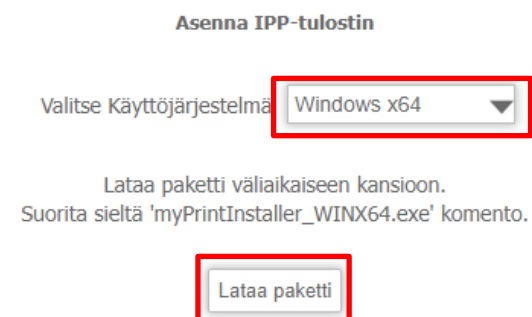 Asenna IPP-tulostin
Valitse Käyttöjärjestelmä Windows x64
Lataa paketti väliaikaiseen kansioon.
Suorita sieltä 'myPrintInstaller_WINX64.exe' komento.
Lataa paketti